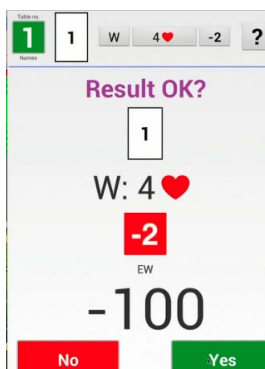 Table no.
1 1 W 4♥ -2 ?
Names
Result OK?
1
W: 4♥
-2
EW
-100
No Yes